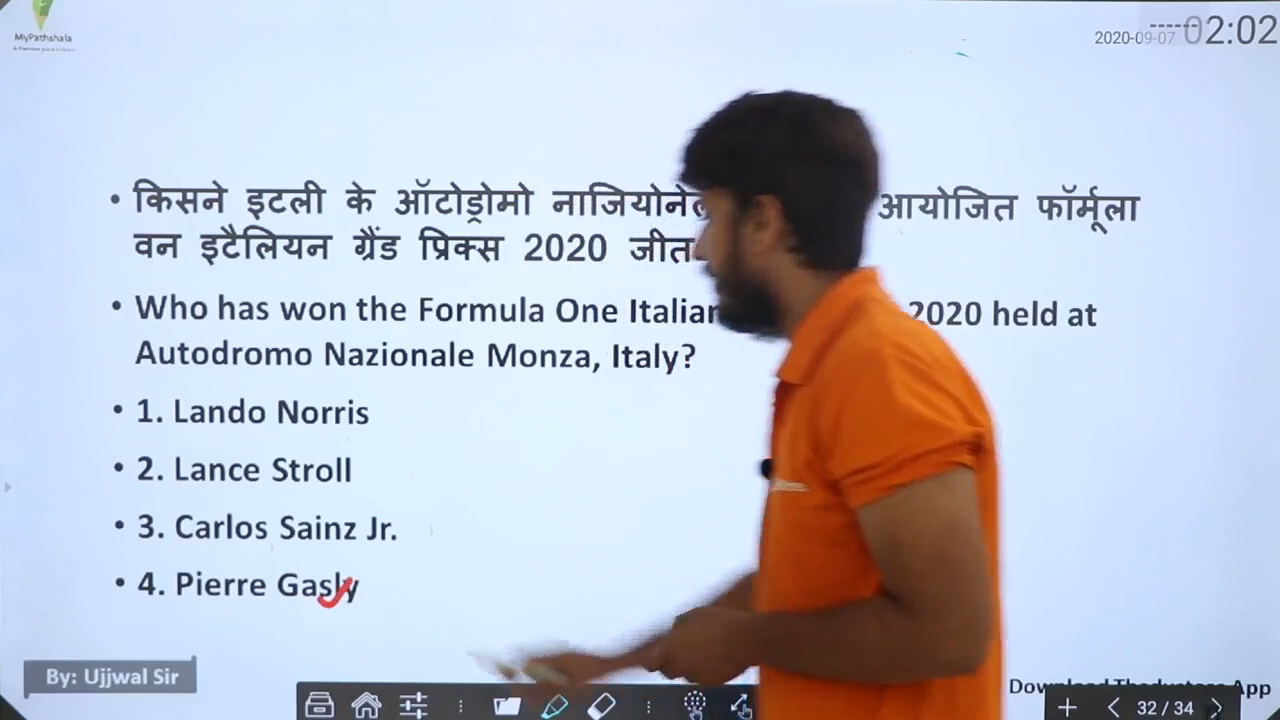 MyPathshala
2020-09-07 02:02
• किसने इटली के ऑटोड्रोमो आयोजित फॉर्मूला
वन इटैलियन ग्रैंड प्रिक्स 2020
• Who has won the Formula One 2020 held at
Autodromo Nazionale Monza, Italy?
• 1. Lando Norris
• 2. Lance Stroll
• 3. Carlos Sainz Jr.
• 4. Pierre Gasly
By: Ujjwal Sir
App
32 / 34